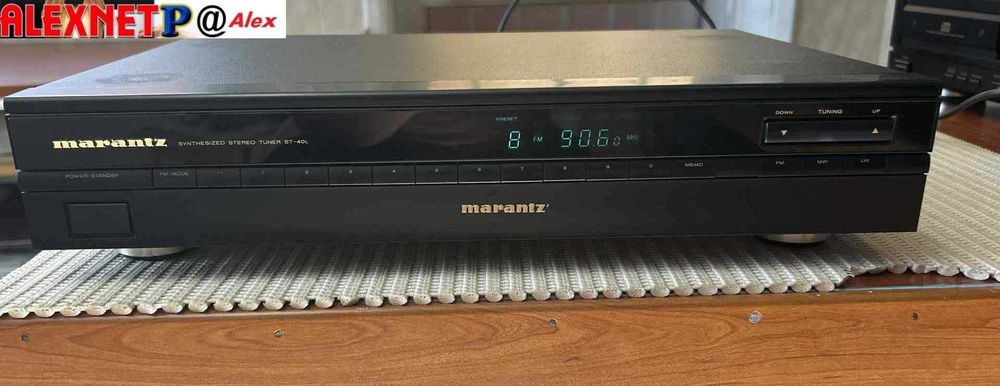 ALEXNETP@Alex
PRESET
8 FM 90.60 MHz
DOWN TUNING UP
marantz SYNTHESIZED STEREO TUNER ST-40L
POWER/STANDBY FM MODE 1 2 3 4 5 6 7 8 9 0 MEMO FM MW LW
marantz